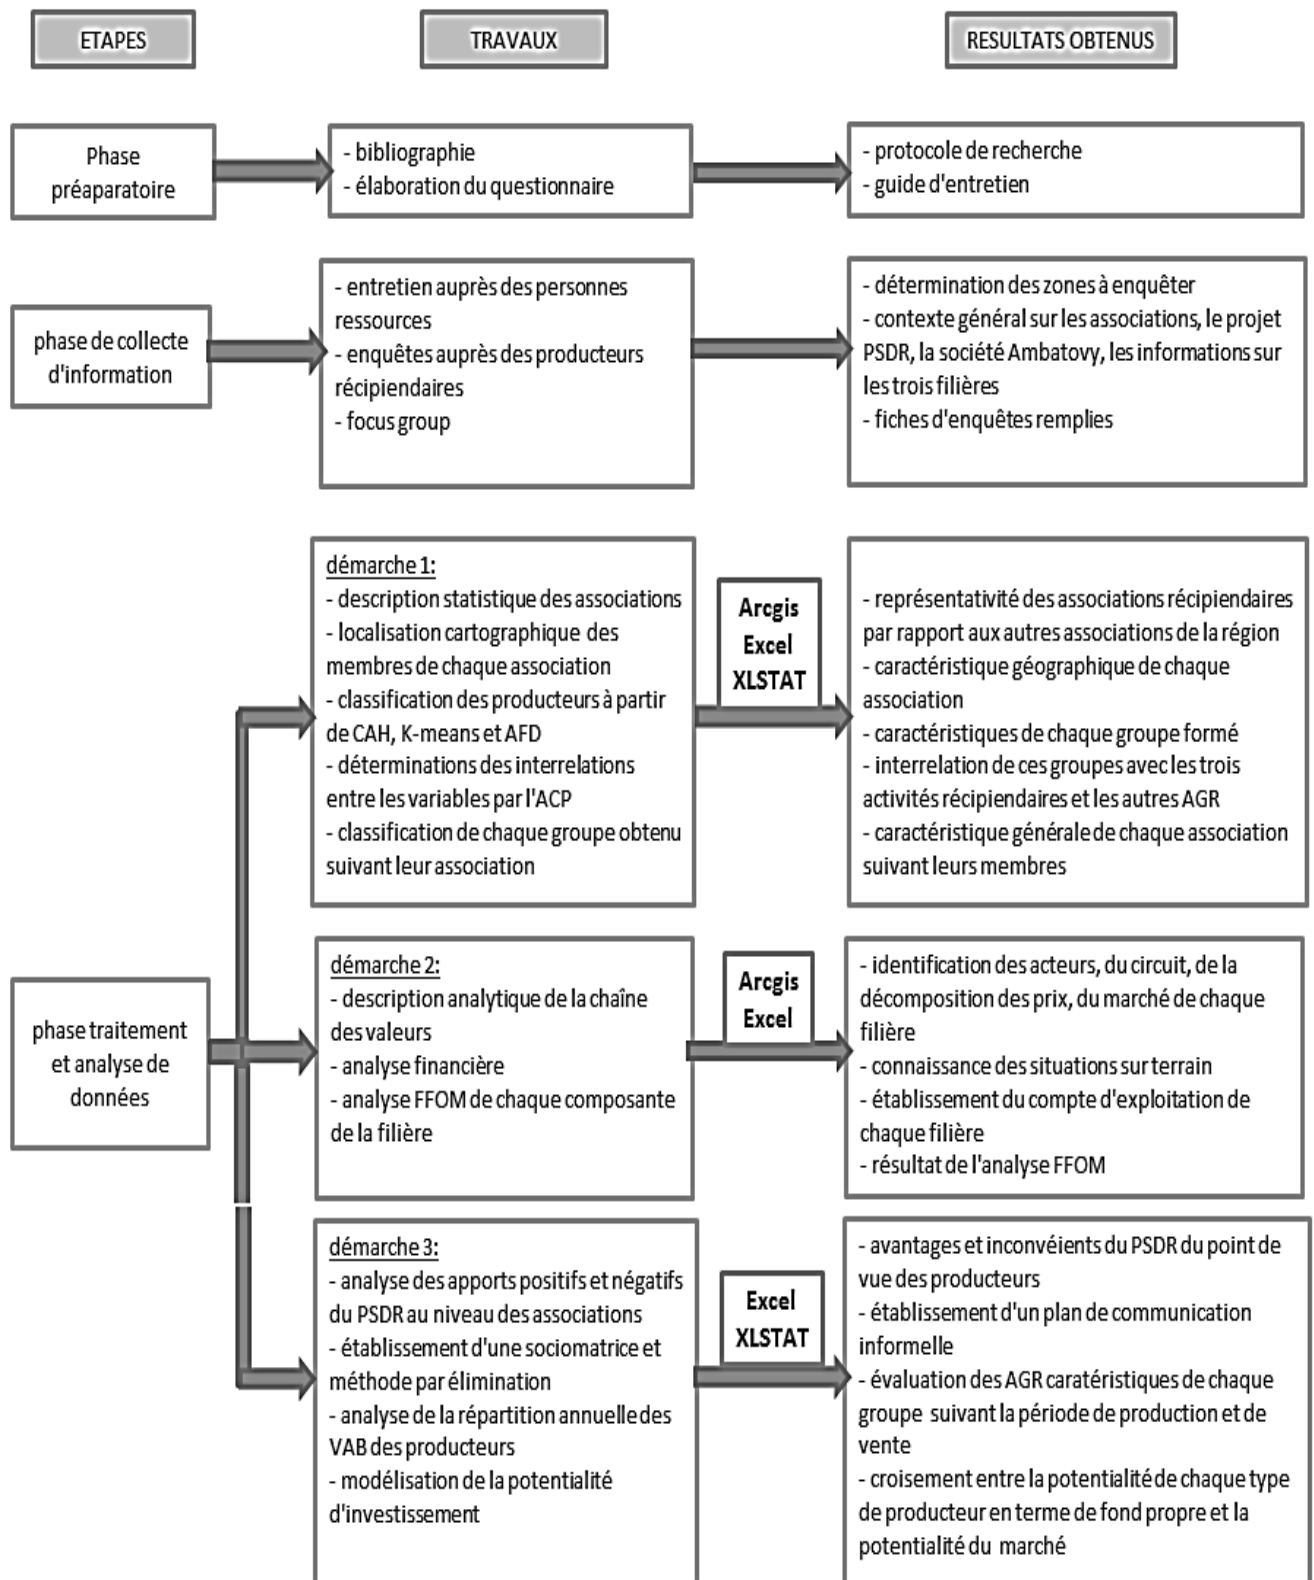 ETAPES
TRAVAUX
RESULTATS OBTENUS
Phase
préaparatoire
- bibliographie
- élaboration du questionnaire
- protocole de recherche
- guide d'entretien
phase de collecte
d'information
- entretien auprès des personnes
ressources
- enquêtes auprès des producteurs
récipiendaires
- focus group
- détermination des zones à enquêter
- contexte général sur les associations, le projet
PSDR, la société Ambatovy, les informations sur
les trois filières
- fiches d'enquêtes remplies
phase traitement
et analyse de
données
démarche 1:
- description statistique des associations
- localisation cartographique des
membres de chaque association
- classification des producteurs à partir
de CAH, K-means et AFD
- déterminations des interrelations
entre les variables par l'ACP
- classification de chaque groupe obtenu
suivant leur association
Arcgis
Excel
XLSTAT
- représentativité des associations récipiendaires
par rapport aux autres associations de la région
- caractéristique géographique de chaque
association
- caractéristiques de chaque groupe formé
- interrelation de ces groupes avec les trois
activités récipiendaires et les autres AGR
- caractéristique générale de chaque association
suivant leurs membres
démarche 2:
- description analytique de la chaîne
des valeurs
- analyse financière
- analyse FFOM de chaque composante
de la filière
Arcgis
Excel
- identification des acteurs, du circuit, de la
décomposition des prix, du marché de chaque
filière
- connaissance des situations sur terrain
- établissement du compte d'exploitation de
chaque filière
- résultat de l'analyse FFOM
démarche 3:
- analyse des apports positifs et négatifs
du PSDR au niveau des associations
- établissement d'une sociomatrice et
méthode par élimination
- analyse de la répartition annuelle des
VAB des producteurs
- modélisation de la potentialité
d'investissement
Excel
XLSTAT
- avantages et inconvéients du PSDR du point de
vue des producteurs
- établissement d'un plan de communication
informelle
- évaluation des AGR caratéristiques de chaque
groupe suivant la période de production et de
vente
- croisement entre la potentialité de chaque type
de producteur en terme de fond propre et la
potentialité du marché